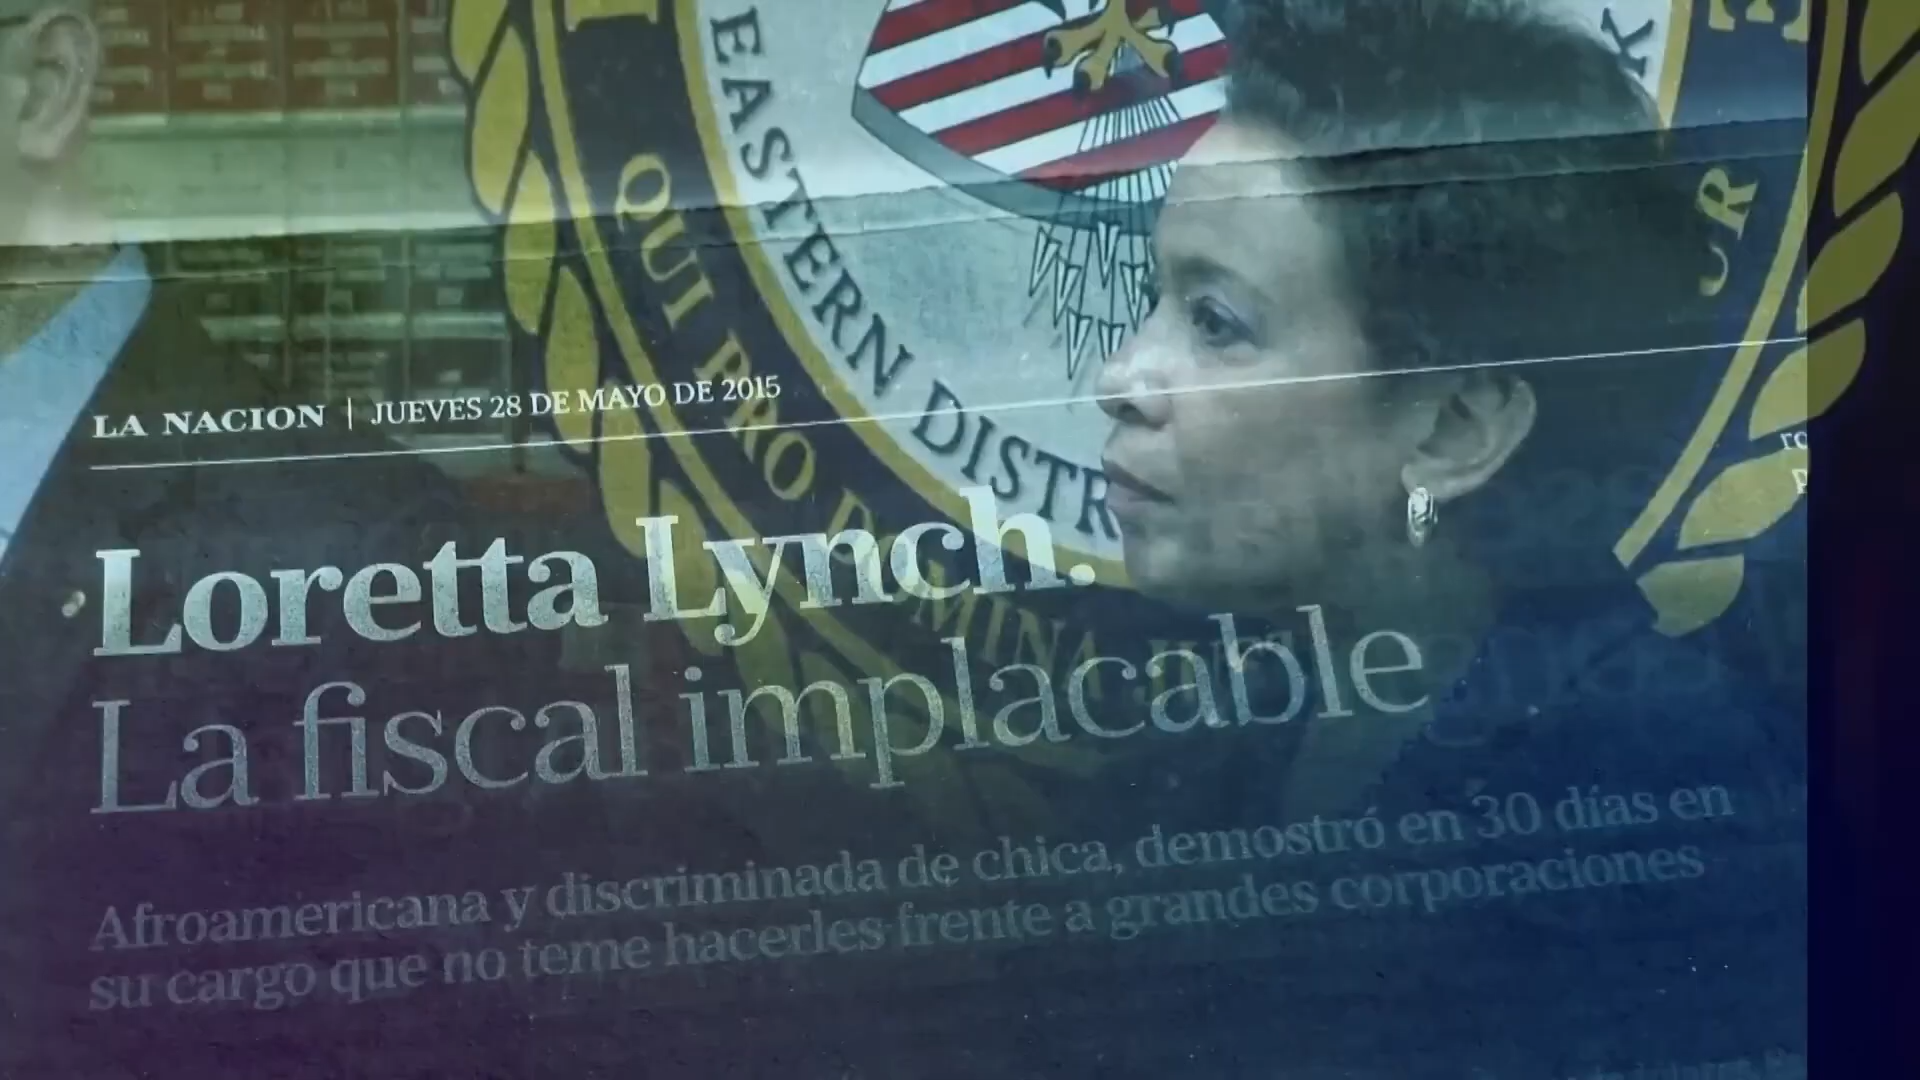 EASTERN DISTR
K
QUI PRO DOMINA
LA NACION | JUEVES 28 DE MAYO DE 2015
Loretta Lynch.
La fiscal implacable
Afroamericana y discriminada de chica, demostró en 30 días en
su cargo que no teme hacerles frente a grandes corporaciones